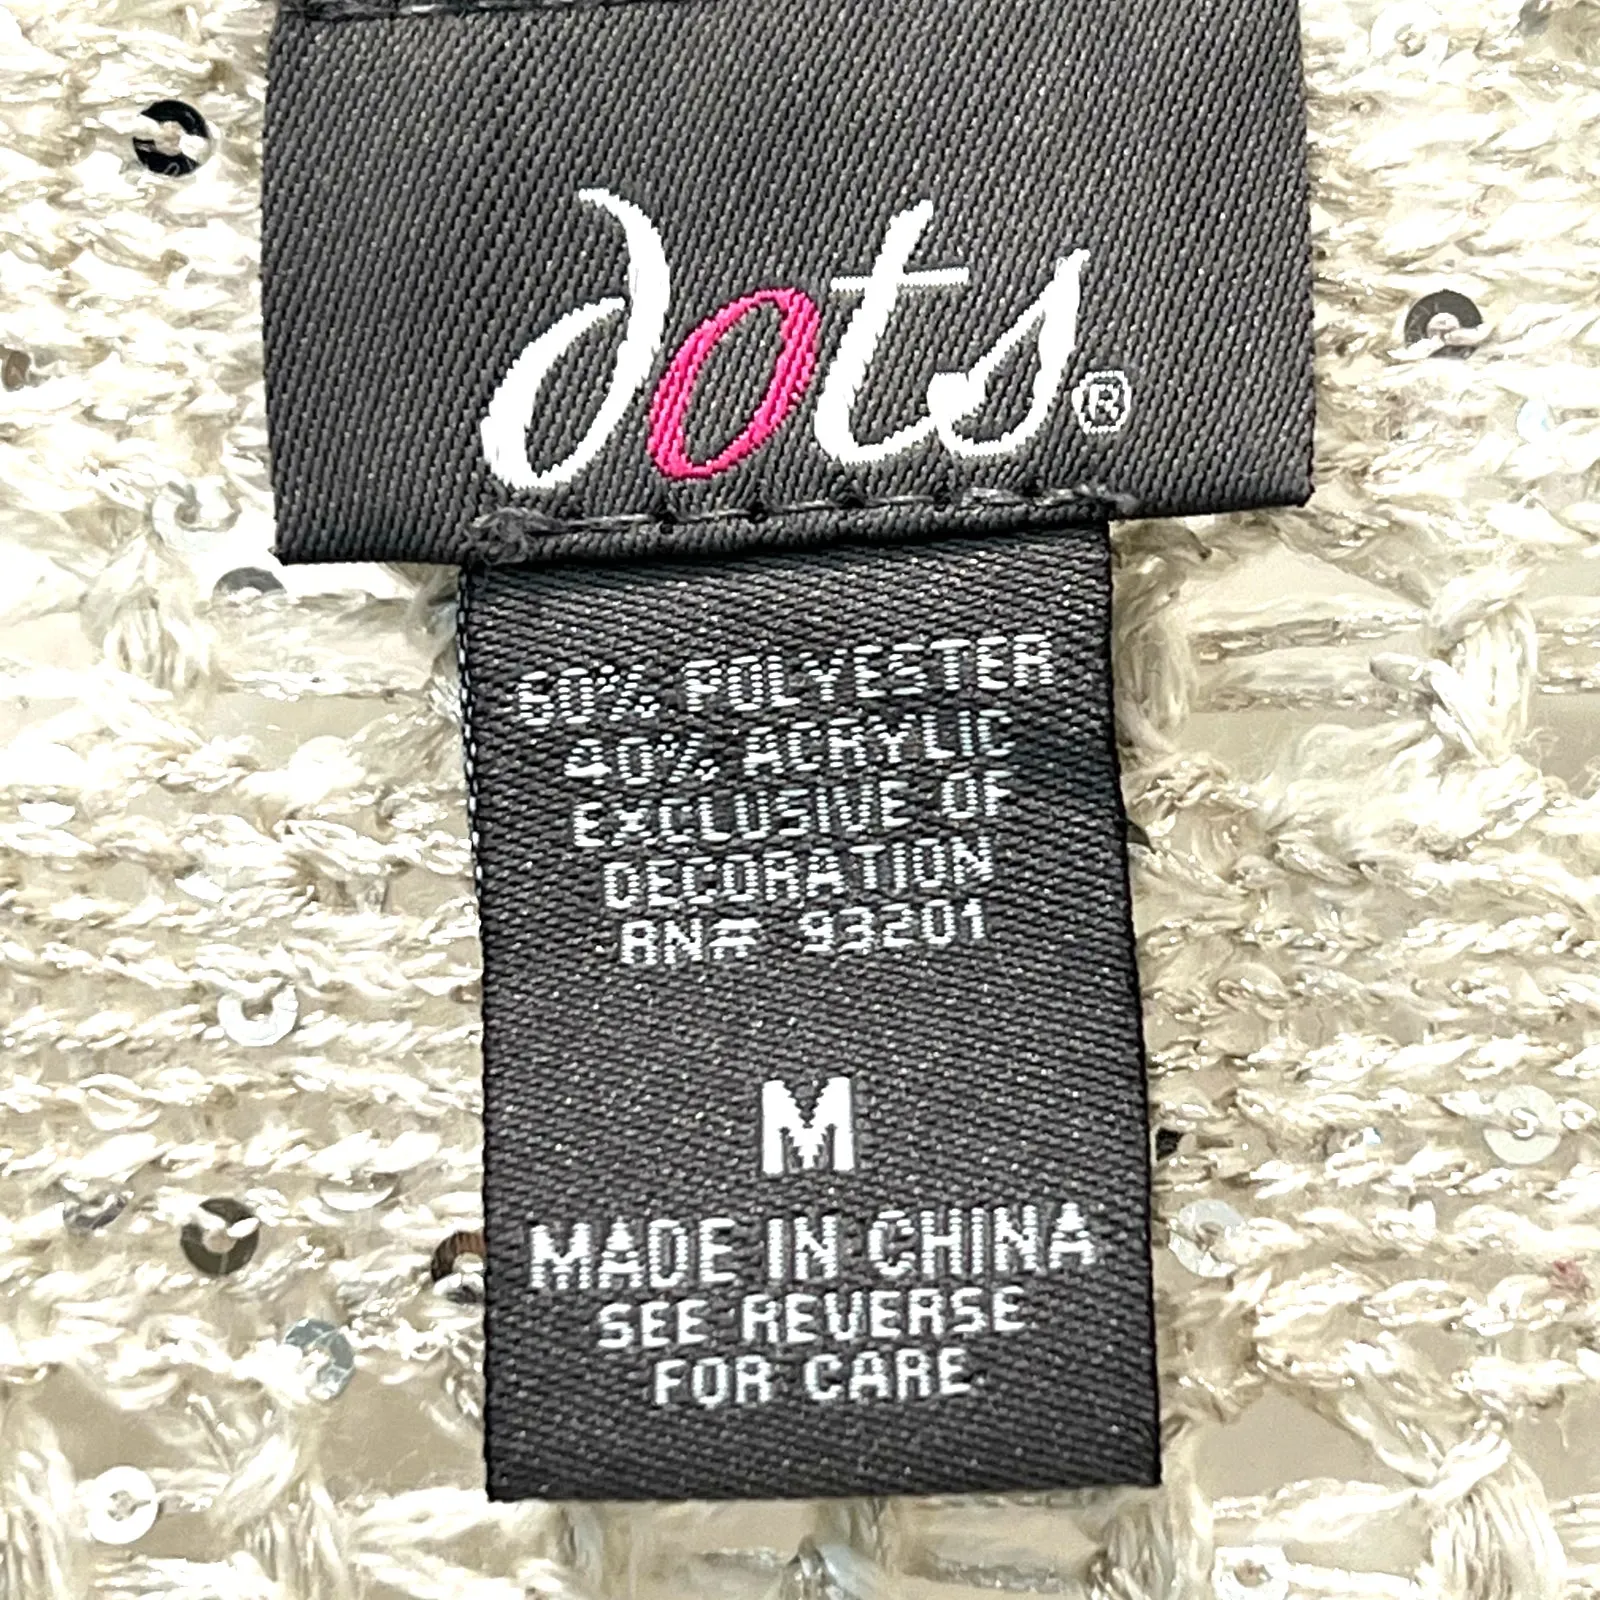 dots®
60% POLYESTER
40% ACRYLIC
EXCLUSIVE OF
DECORATION
RN# 93201
M
MADE IN CHINA
SEE REVERSE
FOR CARE